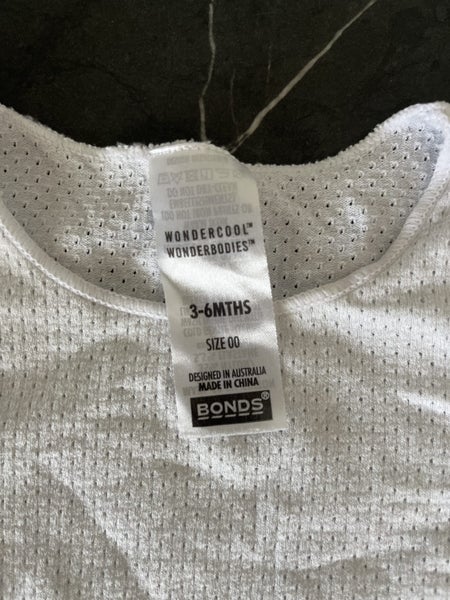 WONDERCOOL™
WONDERBODIES™
3-6MTHS
SIZE 00
DESIGNED IN AUSTRALIA
MADE IN CHINA
BONDS®